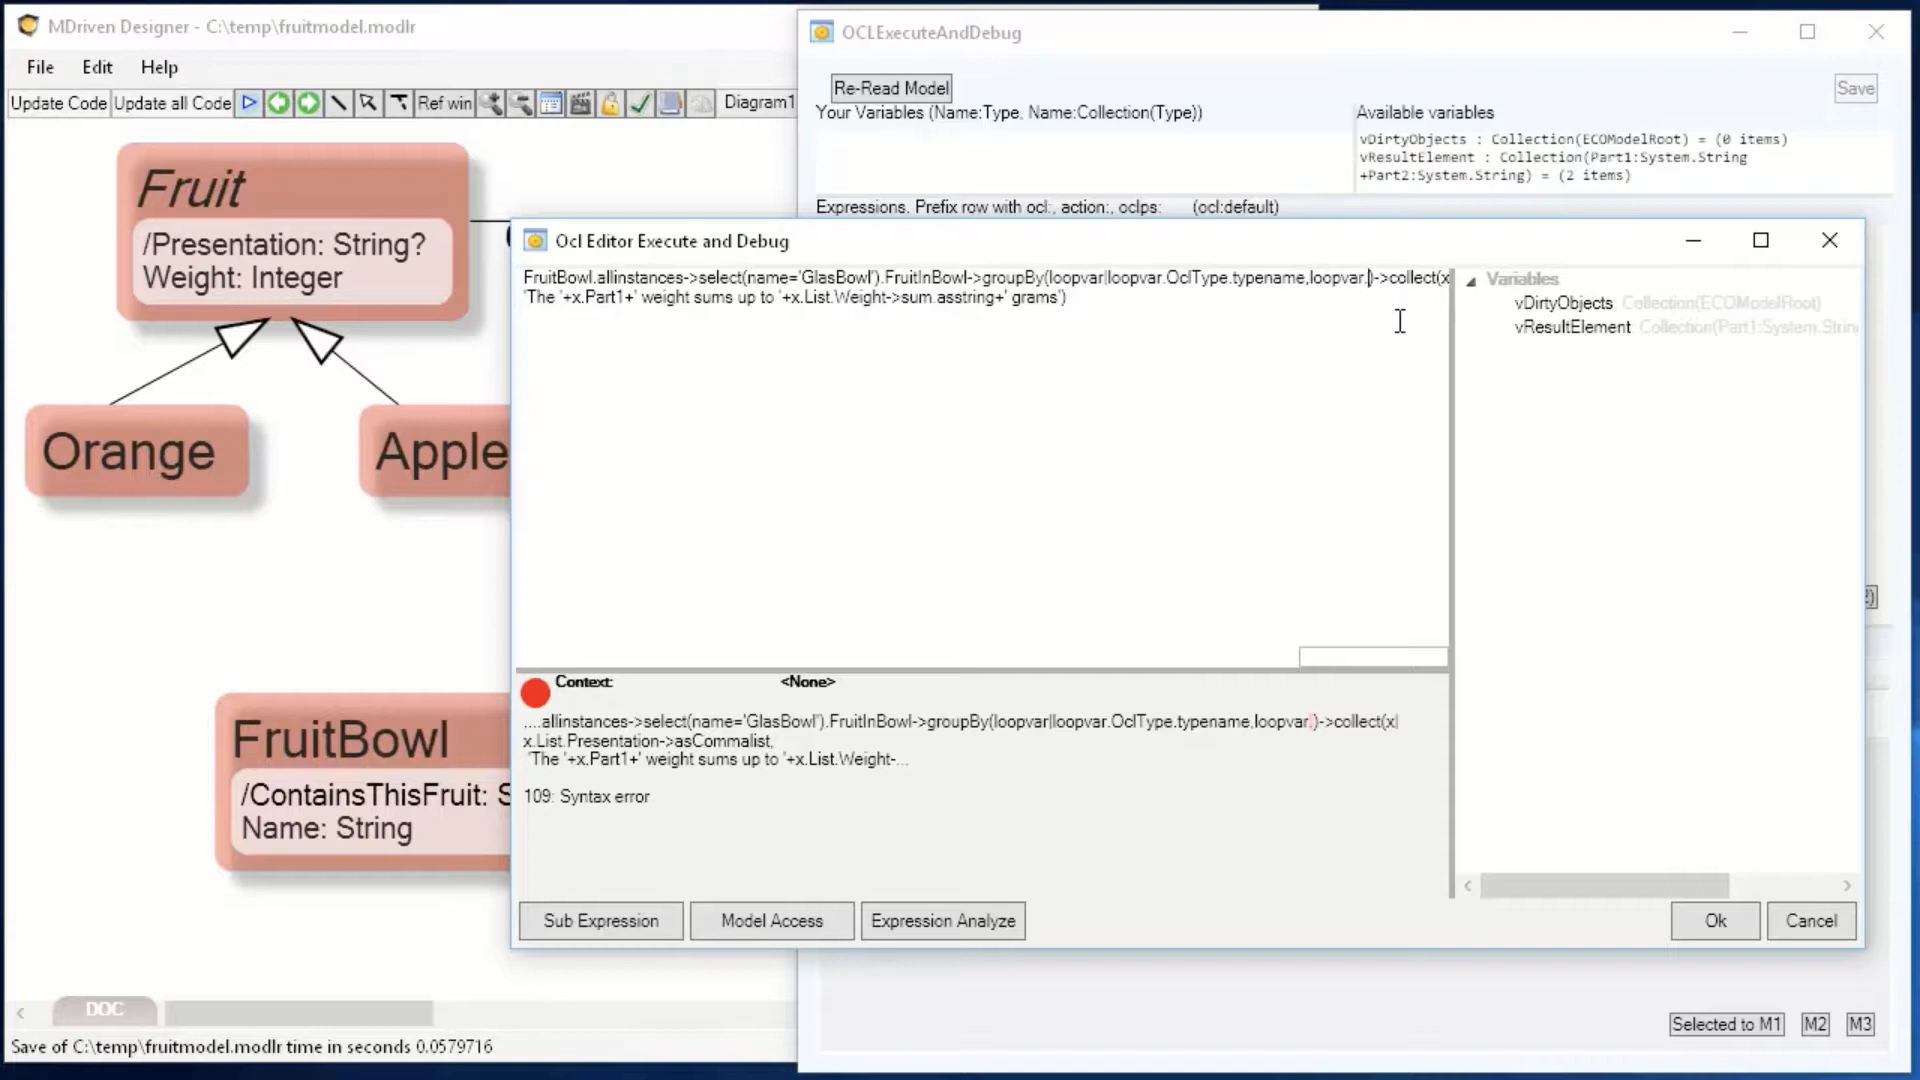 MDriven Designer - C:\temp\fruitmodel.modlr
File Edit Help
Update Code Update all Code Ref win Diagram1
Fruit
/Presentation: String?
Weight: Integer
Orange
Apple
FruitBowl
/ContainsThisFruit: S
Name: String
DOC
Save of C:\temp\fruitmodel.modlr time in seconds 0.0579716
OCLExecuteAndDebug
Re-Read Model
Save
Your Variables (Name:Type, Name:Collection(Type))
Available variables
vDirtyObjects : Collection(ECOModelRoot) = (0 items)
vResultElement : Collection(Part1:System.String
+Part2:System.String) = (2 items)
Expressions. Prefix row with ocl:, action:, oclps: (ocl:default)
Ocl Editor Execute and Debug
FruitBowl.allinstances->select(name='GlasBowl').FruitInBowl->groupBy(loopvar|loopvar.OclType.typename,loopvar.)->collect(x
'The '+x.Part1+' weight sums up to '+x.List.Weight->sum.asstring+' grams')
Variables
vDirtyObjects Collection(ECOModelRoot)
vResultElement Collection(Part1:System.String
Context: <None>
....allinstances->select(name='GlasBowl').FruitInBowl->groupBy(loopvar|loopvar.OclType.typename,loopvar.)->collect(x|
x.List.Presentation->asCommalist,
'The '+x.Part1+' weight sums up to '+x.List.Weight-...
109: Syntax error
Sub Expression Model Access Expression Analyze Ok Cancel
Selected to M1 M2 M3